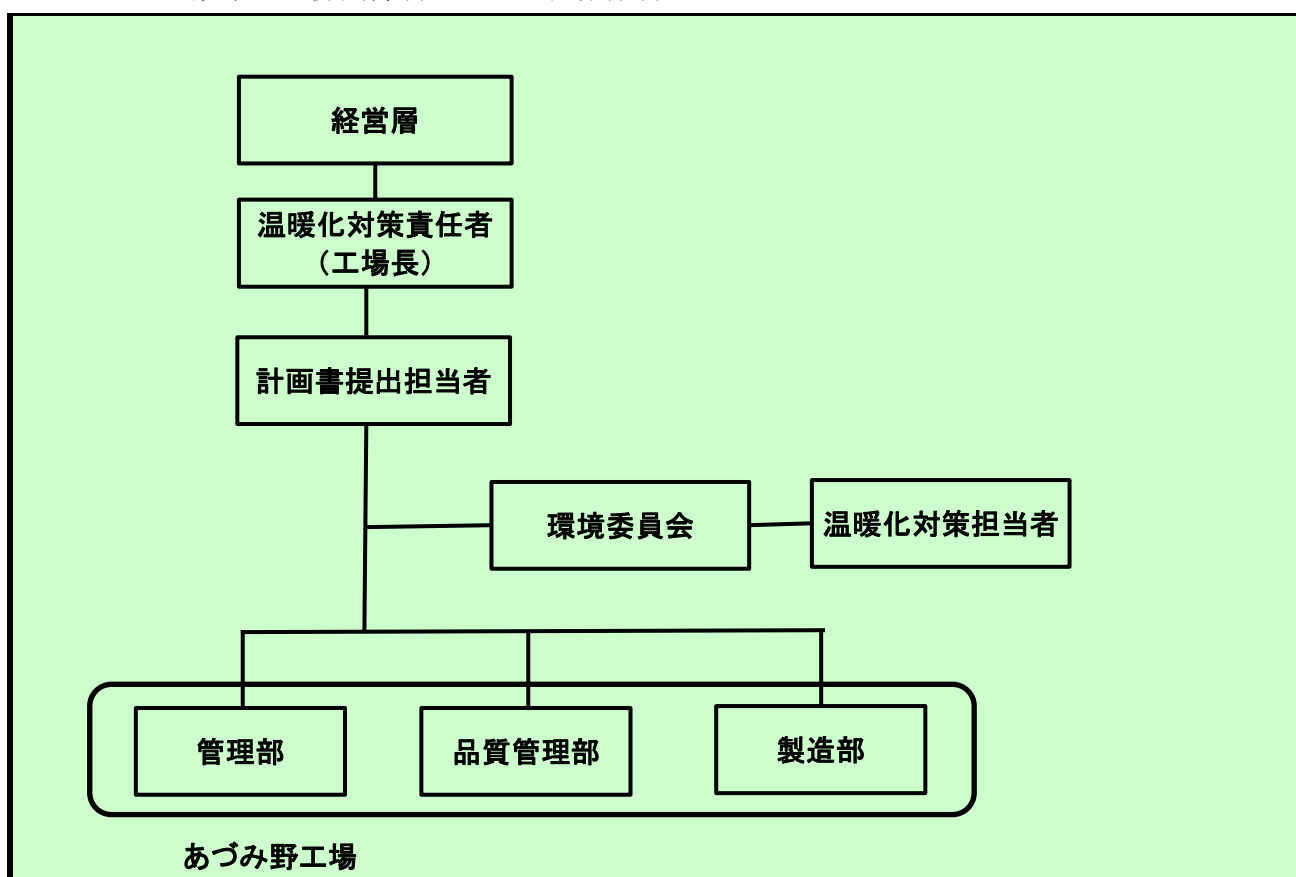 経営層
温暖化対策責任者
（工場長）
計画書提出担当者
環境委員会
温暖化対策担当者
管理部
品質管理部
製造部
あづみ野工場